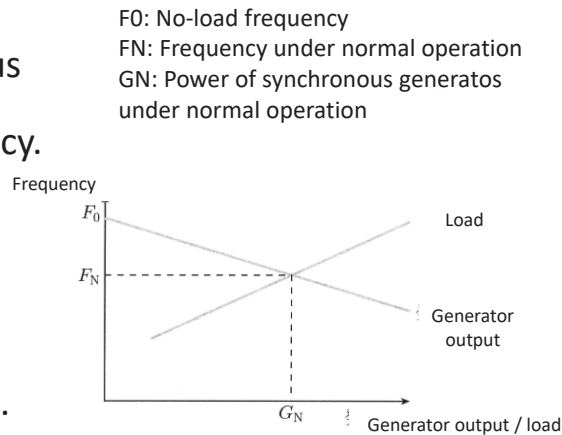 F0: No-load frequency
FN: Frequency under normal operation
GN: Power of synchronous generatos
under normal operation
cy.
Frequency
F0
Load
FN
Generator
output
.
GN
Generator output / load